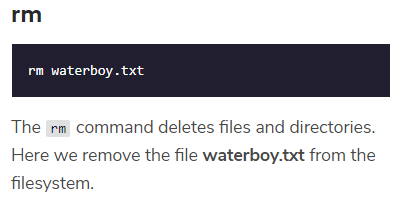 rm
rm waterboy.txt
The rm command deletes files and directories.
Here we remove the file waterboy.txt from the
filesystem.